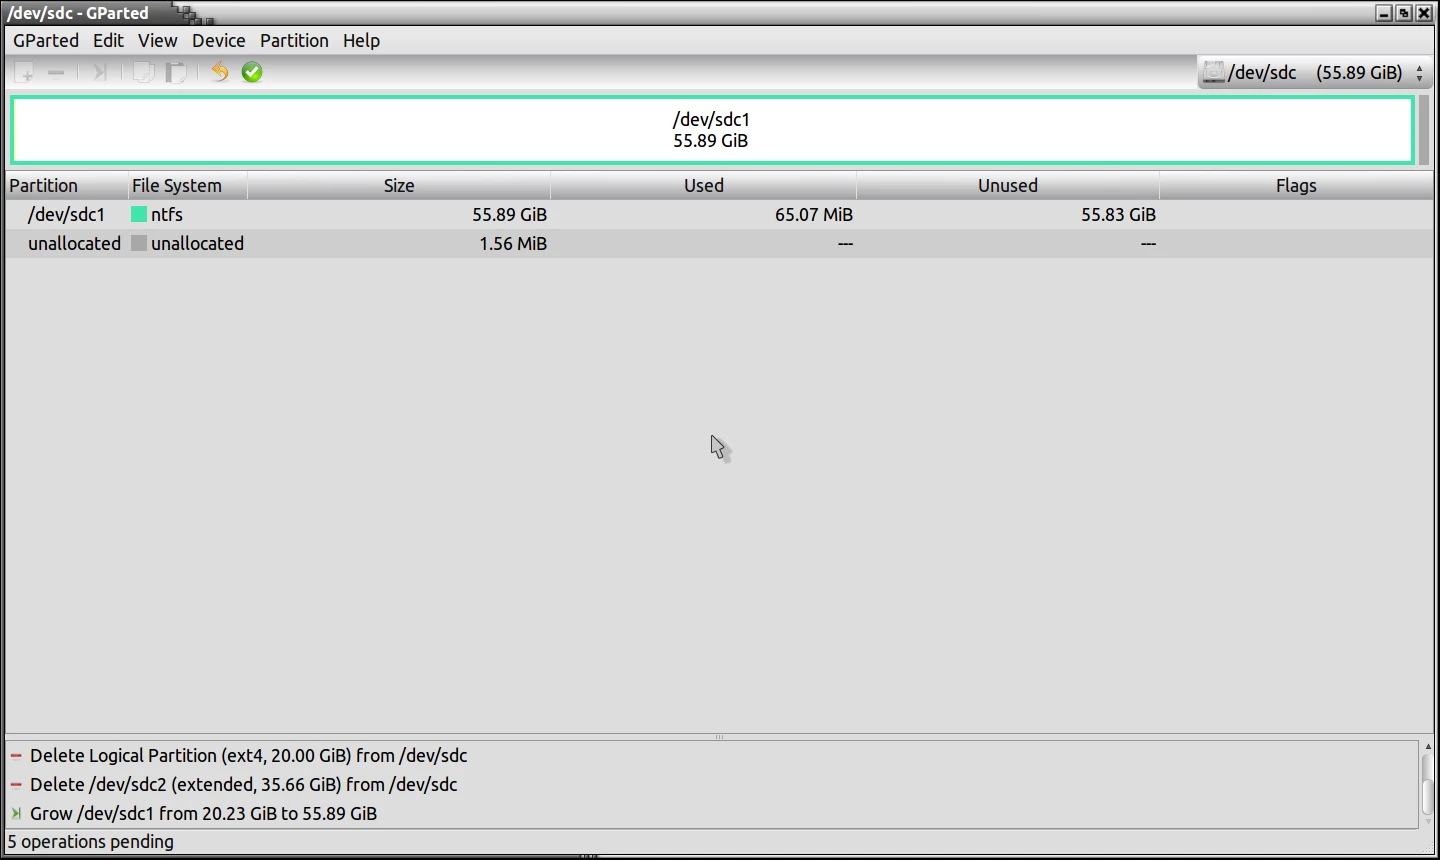 /dev/sdc - GParted
GParted Edit View Device Partition Help
/dev/sdc (55.89 GiB)
/dev/sdc1
55.89 GiB
Partition File System Size Used Unused Flags
/dev/sdc1 ntfs 55.89 GiB 65.07 MiB 55.83 GiB
unallocated unallocated 1.56 MiB --- ---
Delete Logical Partition (ext4, 20.00 GiB) from /dev/sdc
Delete /dev/sdc2 (extended, 35.66 GiB) from /dev/sdc
Grow /dev/sdc1 from 20.23 GiB to 55.89 GiB
5 operations pending